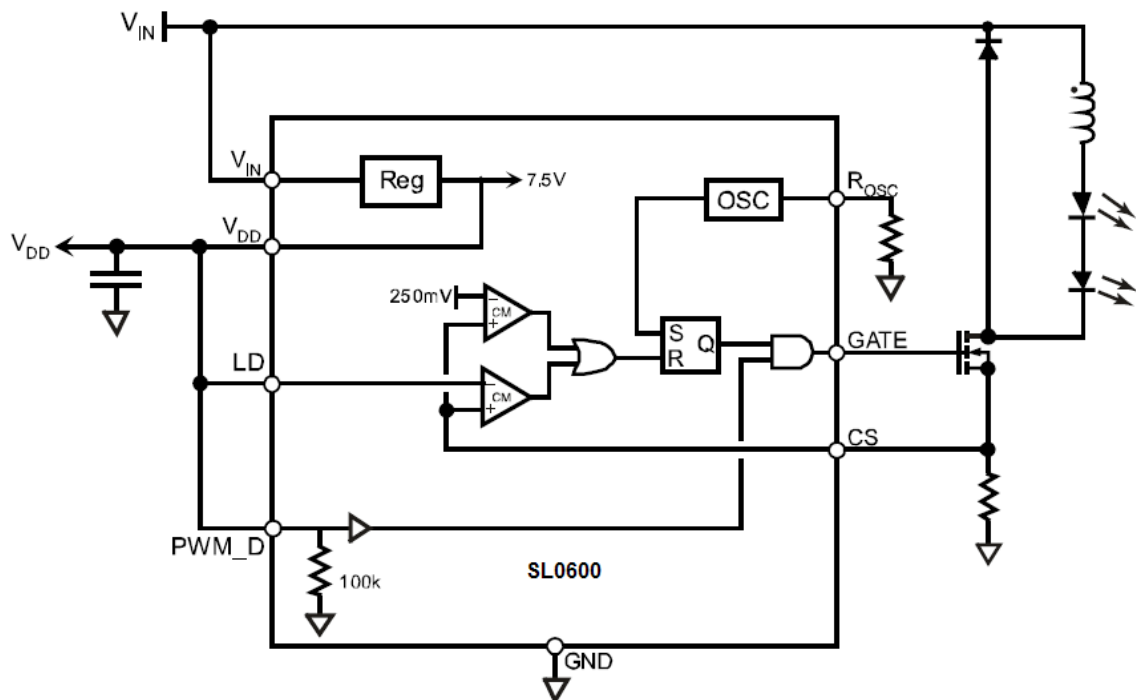 VIN
VIN
Reg
7.5V
ROSC
OSC
VDD
VDD
250mV
−
CM
+
S
Q
R
GATE
LD
−
CM
+
CS
PWM_D
100k
SL0600
GND